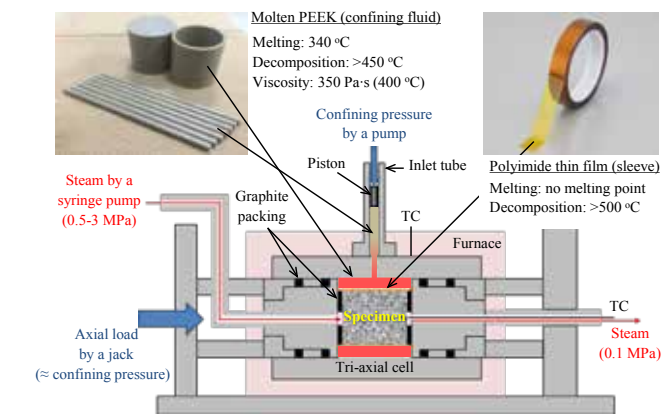 Molten PEEK (confining fluid)
Melting: 340 °C
Decomposition: >450 °C
Viscosity: 350 Pa·s (400 °C)
Confining pressure
by a pump
Piston
Inlet tube
Polyimide thin film (sleeve)
Melting: no melting point
Decomposition: >500 °C
Steam by a
syringe pump
(0.5-3 MPa)
Graphite
packing
TC
Furnace
Specimen
TC
Steam
(0.1 MPa)
Axial load
by a jack
(≈ confining pressure)
Tri-axial cell